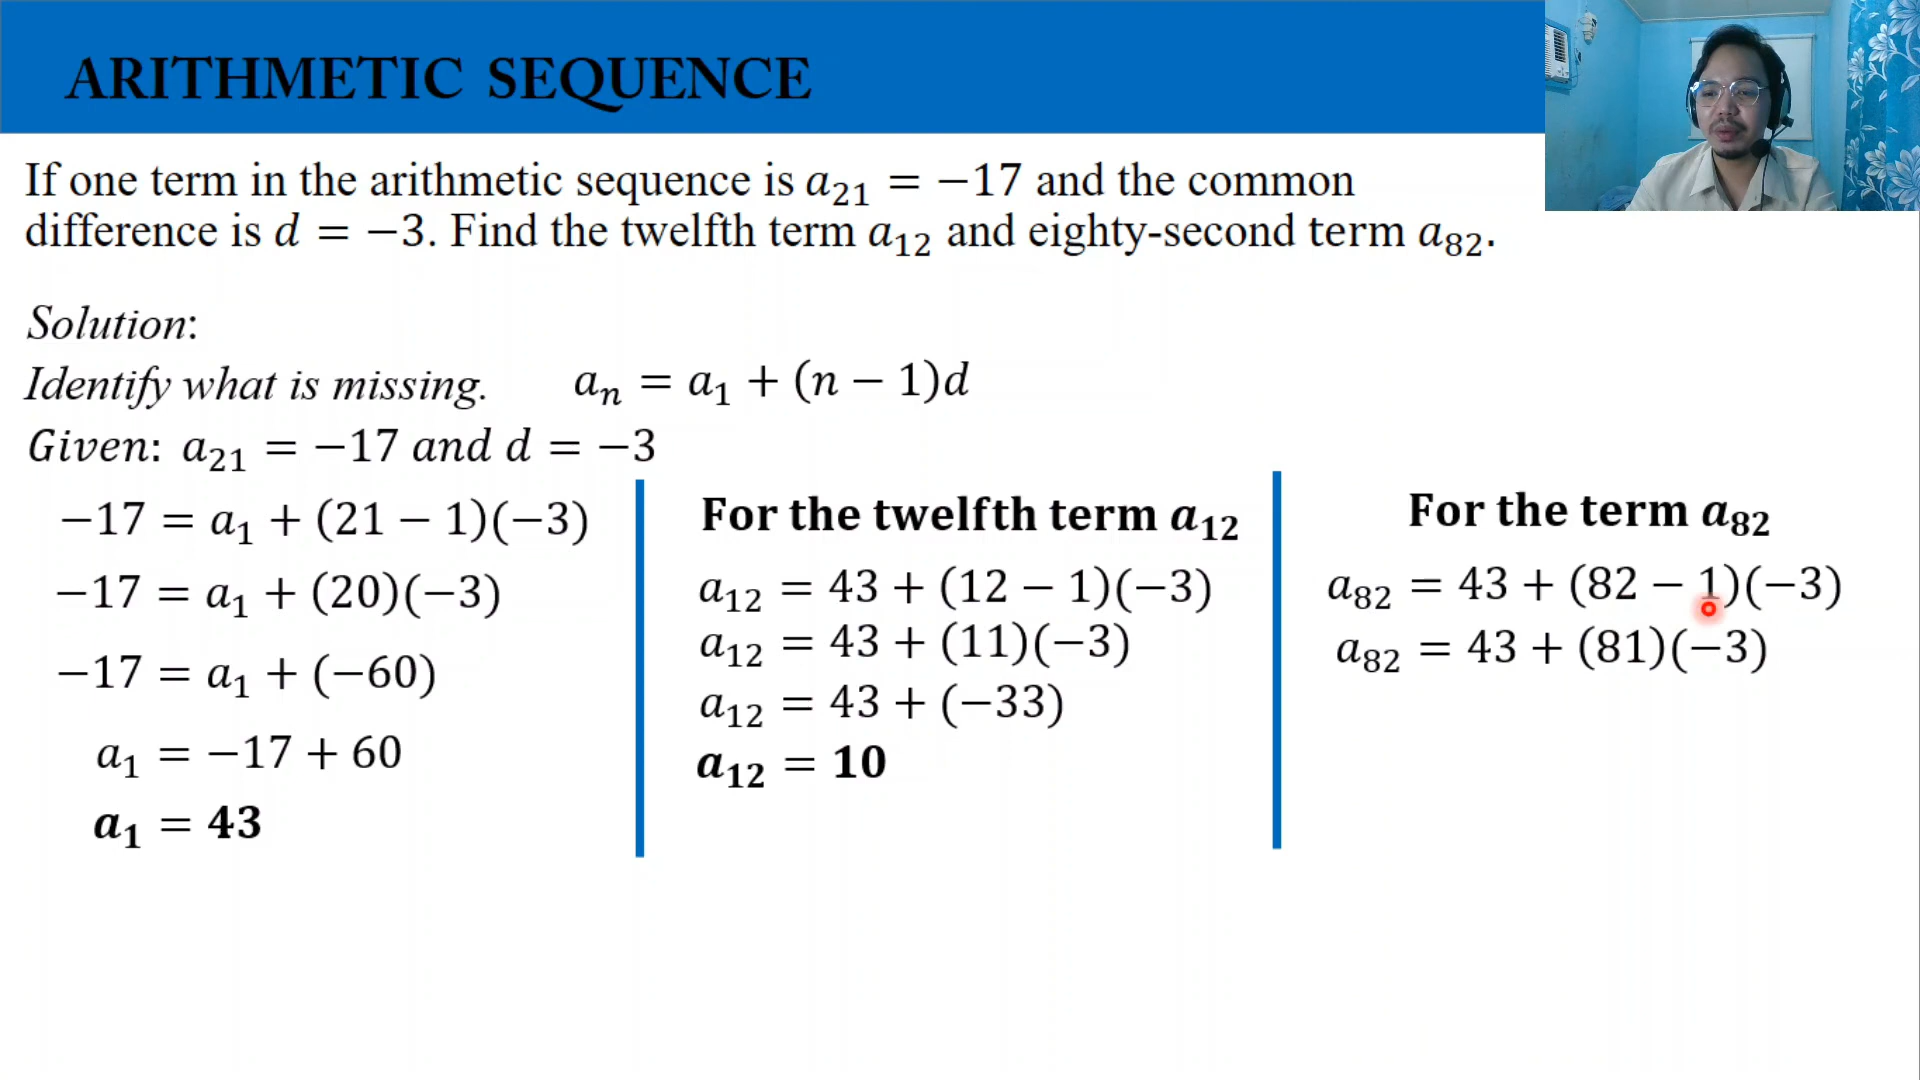 ARITHMETIC SEQUENCE
If one term in the arithmetic sequence is a₂₁ = −17 and the common
difference is d = −3. Find the twelfth term a₁₂ and eighty-second term a₈₂.
Solution:
Identify what is missing. aₙ = a₁ + (n − 1)d
Given: a₂₁ = −17 and d = −3
−17 = a₁ + (21 − 1)(−3)
−17 = a₁ + (20)(−3)
−17 = a₁ + (−60)
a₁ = −17 + 60
a₁ = 43
For the twelfth term a₁₂
a₁₂ = 43 + (12 − 1)(−3)
a₁₂ = 43 + (11)(−3)
a₁₂ = 43 + (−33)
a₁₂ = 10
For the term a₈₂
a₈₂ = 43 + (82 − 1)(−3)
a₈₂ = 43 + (81)(−3)